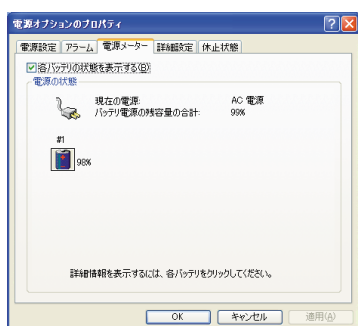 電源オプションのプロパティ
電源設定 アラーム 電源メーター 詳細設定 休止状態
各バッテリの状態を表示する(D)
電源の状態
現在の電源: AC 電源
バッテリ電源の残容量の合計: 99%
#1
98%
詳細情報を表示するには、各バッテリをクリックしてください。
OK キャンセル 適用(A)